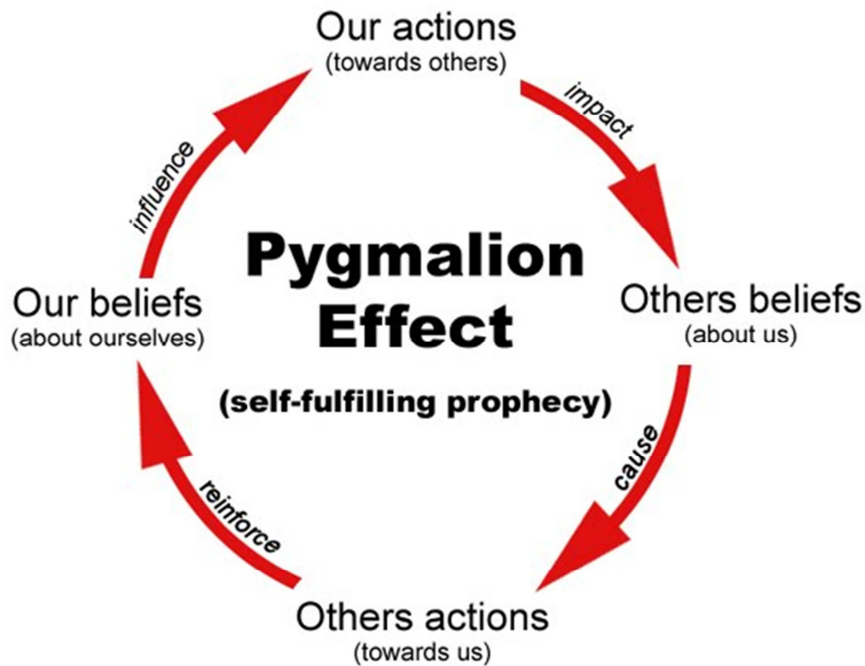 Our actions
(towards others)
impact
Others beliefs
(about us)
cause
Others actions
(towards us)
reinforce
Our beliefs
(about ourselves)
influence
Pygmalion
Effect
(self-fulfilling prophecy)